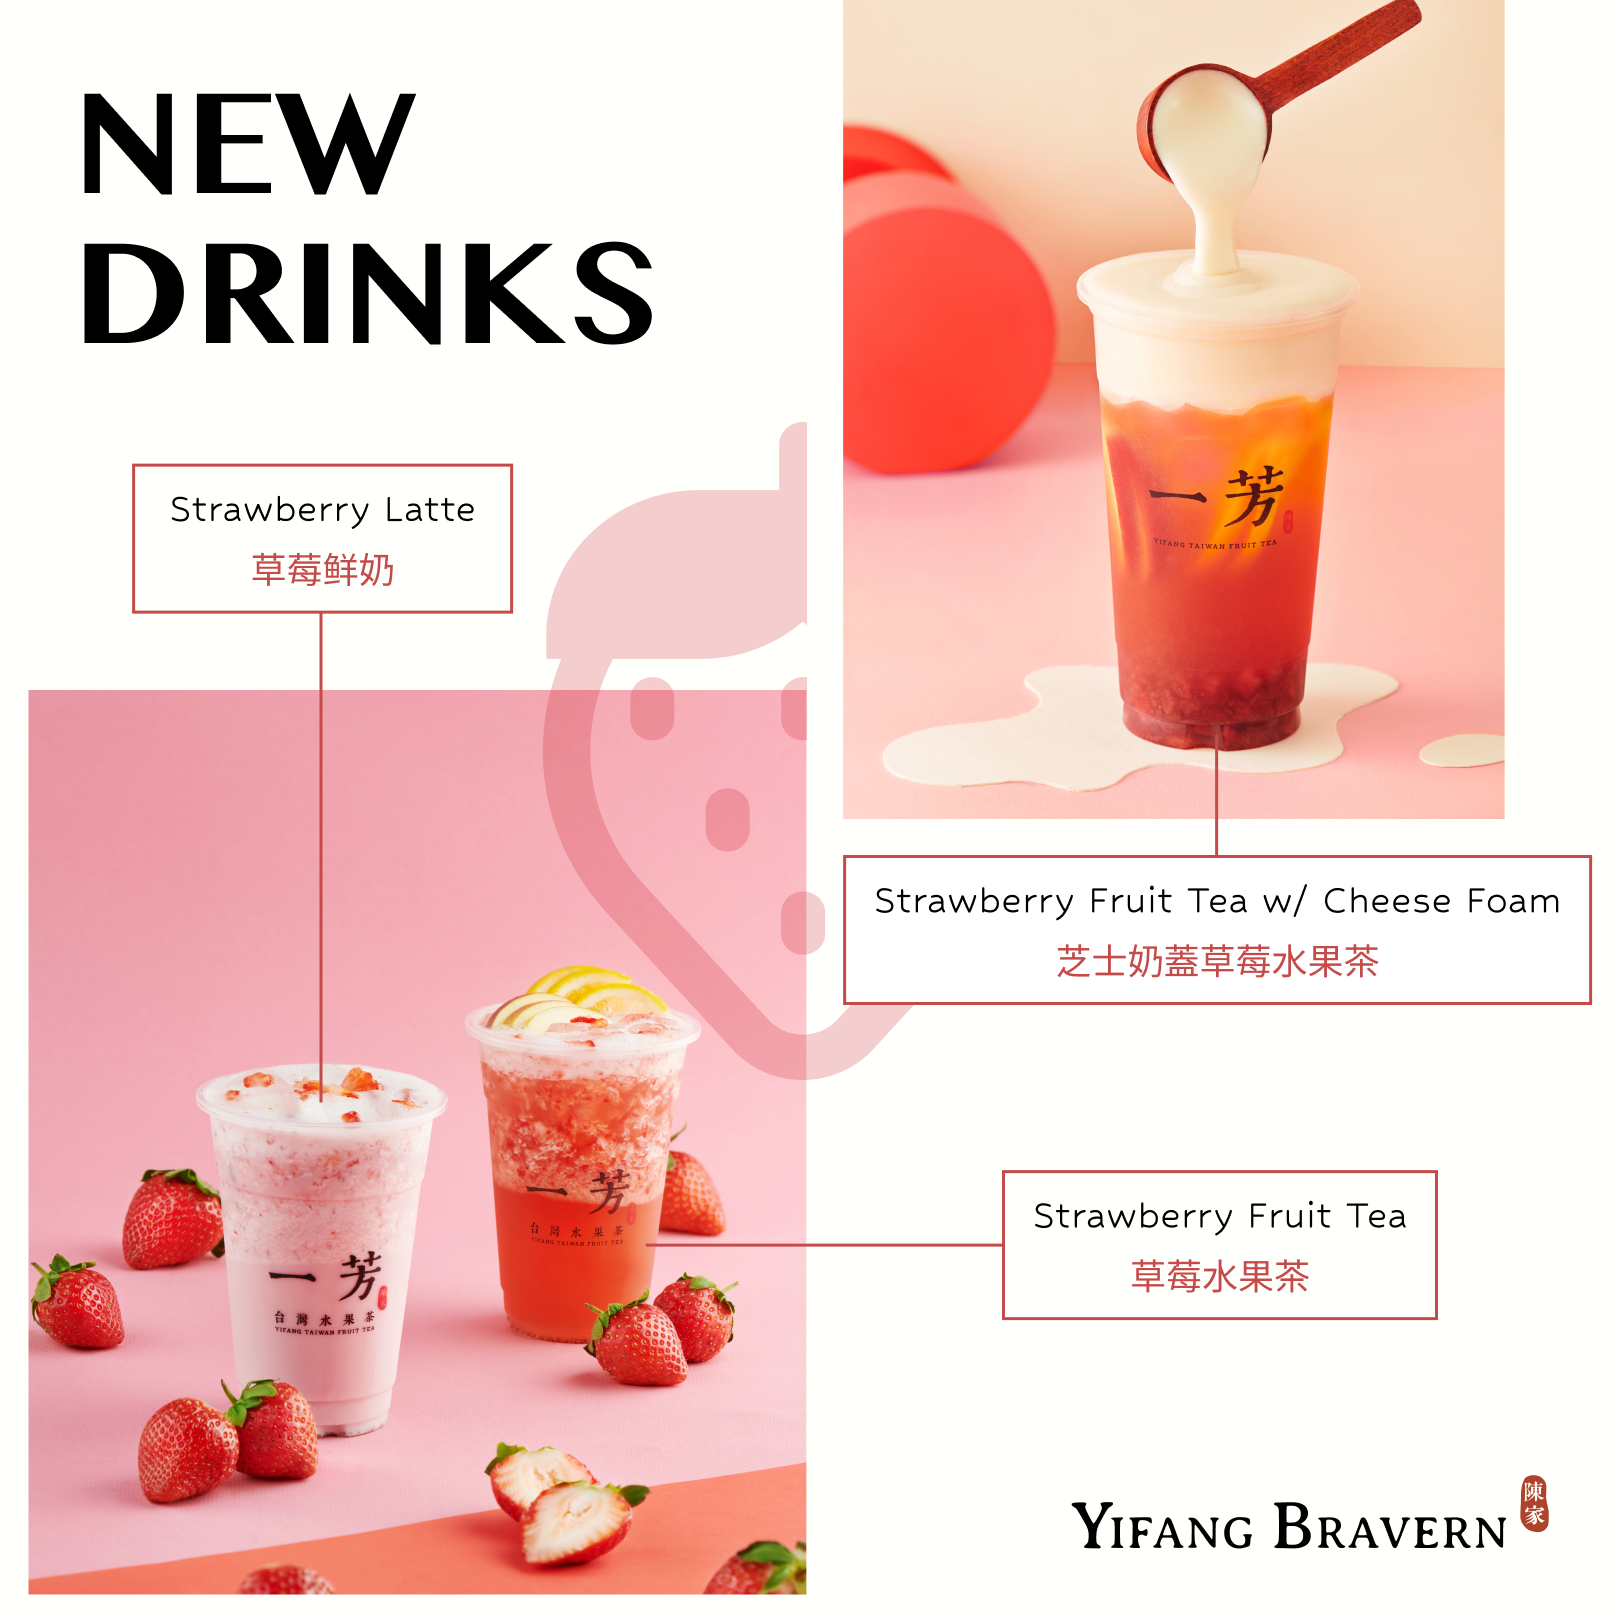 NEW
DRINKS
Strawberry Latte
草莓鲜奶
一芳
YIFANG TAIWAN FRUIT TEA
Strawberry Fruit Tea w/ Cheese Foam
芝士奶蓋草莓水果茶
一芳
台灣水果茶
YIFANG TAIWAN FRUIT TEA
一芳
台灣水果茶
YIFANG TAIWAN FRUIT TEA
Strawberry Fruit Tea
草莓水果茶
YIFANG BRAVERN
陳家